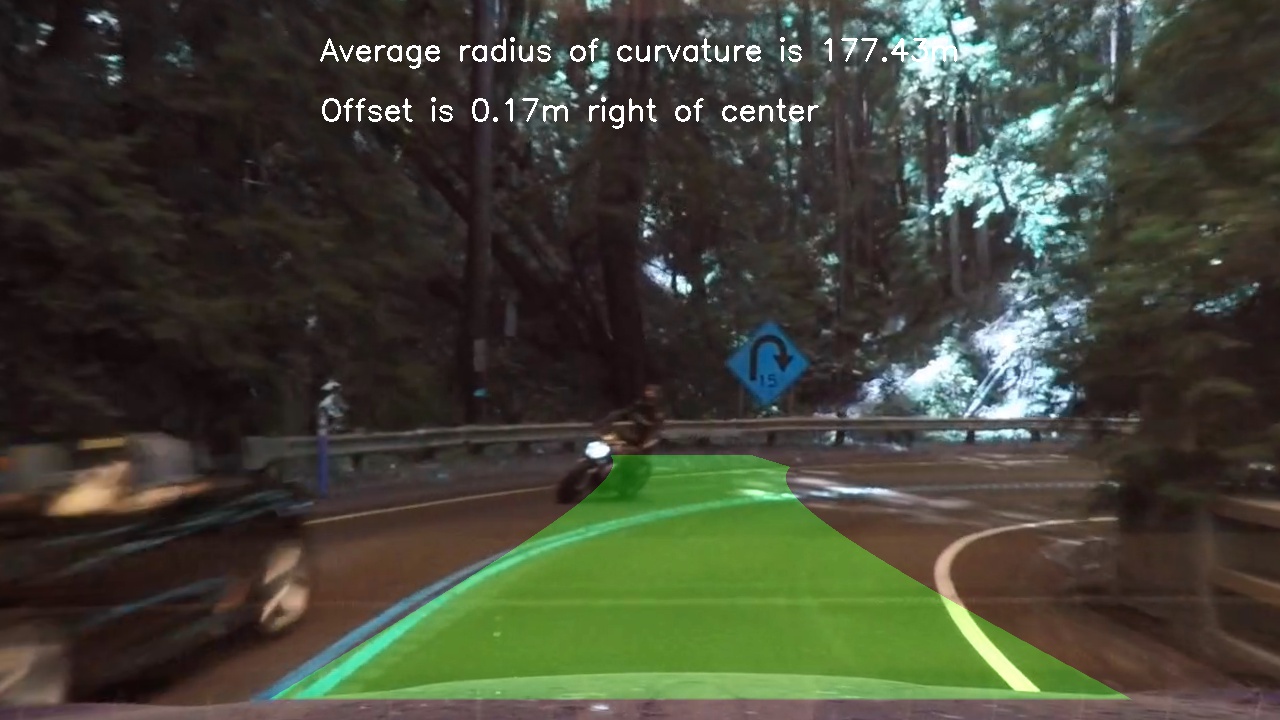 Average radius of curvature is 177.43m
Offset is 0.17m right of center
15